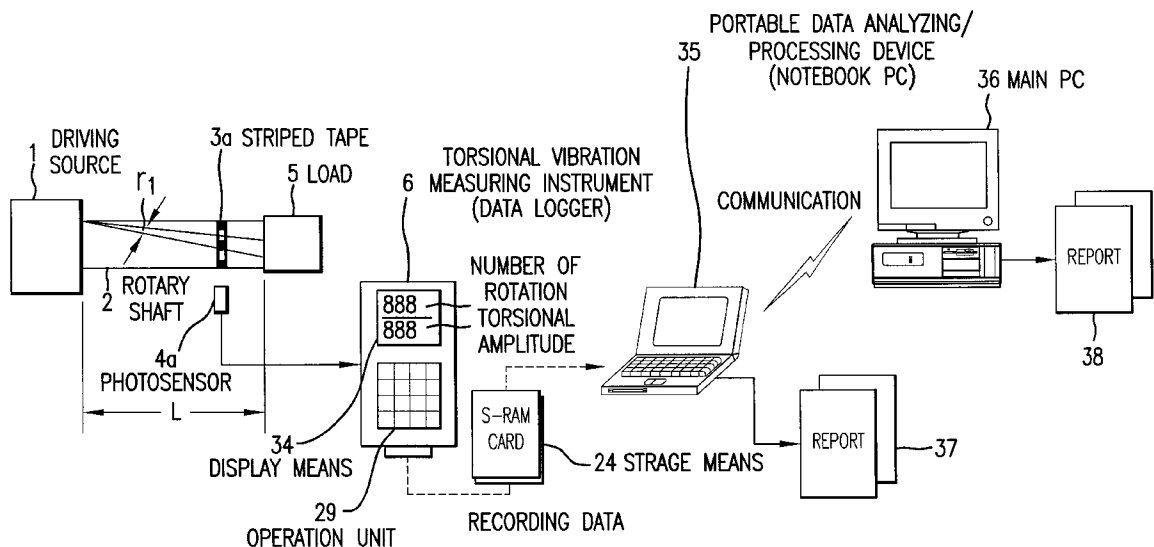 PORTABLE DATA ANALYZING/
PROCESSING DEVICE
(NOTEBOOK PC)
35
36 MAIN PC
1 DRIVING
SOURCE
r1
3a STRIPED TAPE
5 LOAD
6
TORSIONAL VIBRATION
MEASURING INSTRUMENT
(DATA LOGGER)
COMMUNICATION
2
ROTARY
SHAFT
4a
PHOTOSENSOR
L
888
888
NUMBER OF
ROTATION
TORSIONAL
AMPLITUDE
REPORT
38
34
DISPLAY MEANS
S-RAM
CARD
24 STRAGE MEANS
REPORT
37
29
OPERATION UNIT
RECORDING DATA